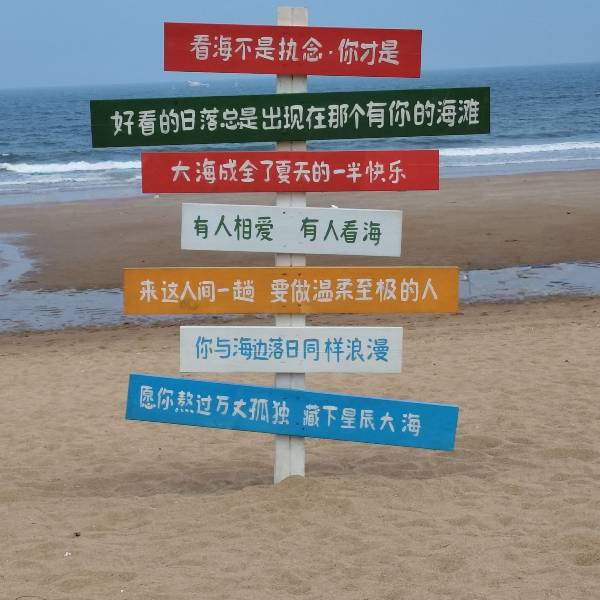 看海不是执念·你才是
好看的日落总是出现在那个有你的海滩
大海成全了夏天的一半快乐
有人相爱 有人看海
来这人间一趟 要做温柔至极的人
你与海边落日同样浪漫
愿你熬过万丈孤独 藏下星辰大海